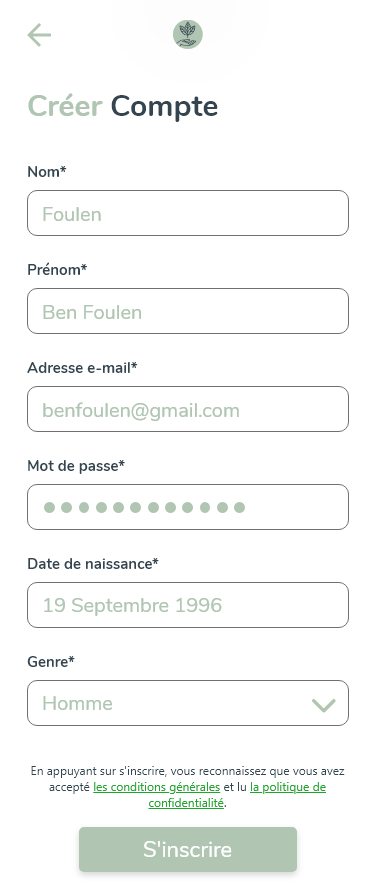 Créer Compte
Nom*
Foulen
Prénom*
Ben Foulen
Adresse e-mail*
benfoulen@gmail.com
Mot de passe*
Date de naissance*
19 Septembre 1996
Genre*
Homme
En appuyant sur s'inscrire, vous reconnaissez que vous avez
accepté les conditions générales et lu la politique de
confidentialité.
S'inscrire